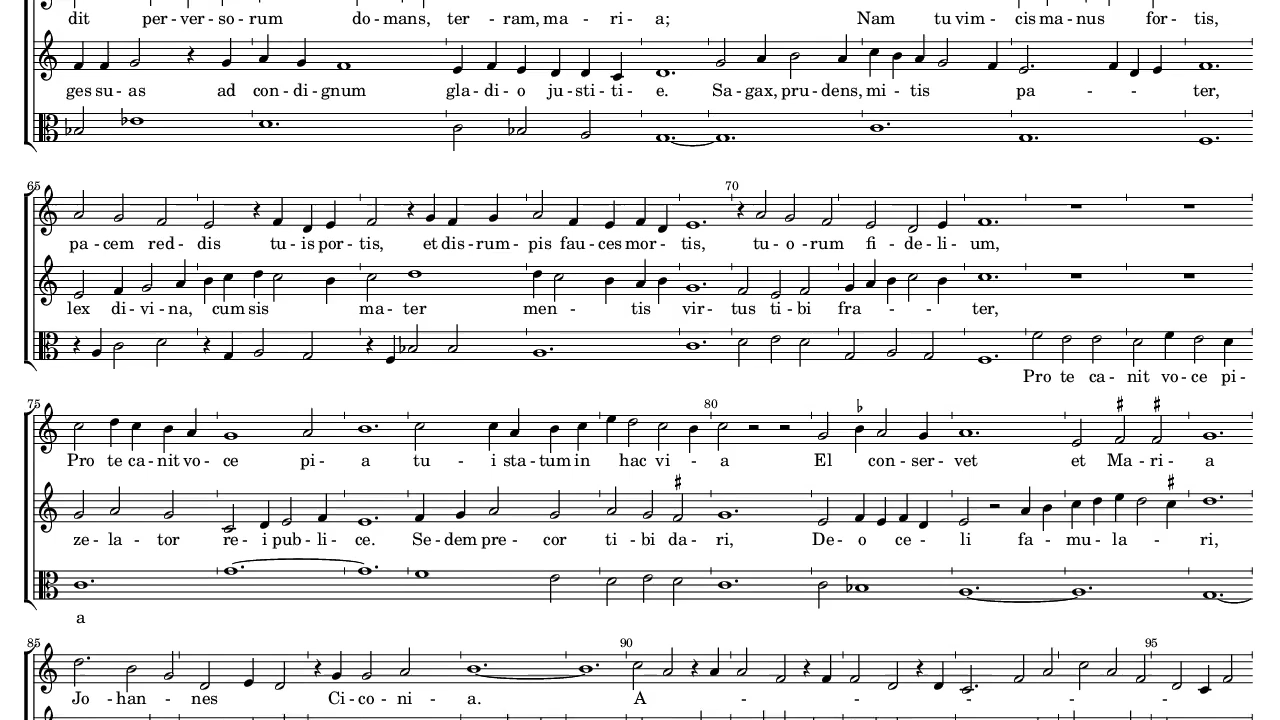 dit per - ver - so - rum do - mans, ter - ram, ma - ri - a; Nam tu vim - cis ma - nus for - tis,
ges su - as ad con - di - gnum gla - di - o ju - sti - ti - e. Sa - gax, pru - dens, mi - tis pa - - - ter,
65 70
pa - cem red - dis tu - is por - tis, et dis - rum - pis fau - ces mor - tis, tu - o - rum fi - de - li - um,
lex di - vi - na, cum sis ma - ter men - - tis vir - tus ti - bi fra - - - - ter,
Pro te ca - nit vo - ce pi -
75 80
Pro te ca - nit vo - ce pi - a tu - i sta - tum in hac vi - a El con - ser - vet et Ma - ri - a
ze - la - tor re - i pub - li - ce. Se - dem pre - cor ti - bi da - ri, De - o ce - li fa - mu - la - ri,
a
85 90 95
Jo - han - nes Ci - co - ni - a. A - - - - - - - - -